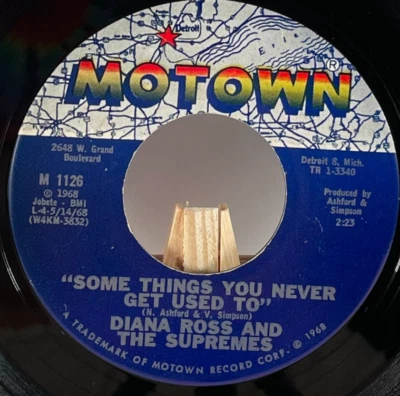 Detroit
MOTOWN®
2648 W. Grand
Boulevard
Detroit 8, Mich.
TR 1-3340
M 1126
© 1968
Jobete - BMI
L-4-5/14/68
(W4KM-3832)
Produced by
Ashford &
Simpson
2:23
"SOME THINGS YOU NEVER
GET USED TO"
(N. Ashford & V. Simpson)
DIANA ROSS AND
THE SUPREMES
A TRADEMARK OF MOTOWN RECORD CORP. © 1968